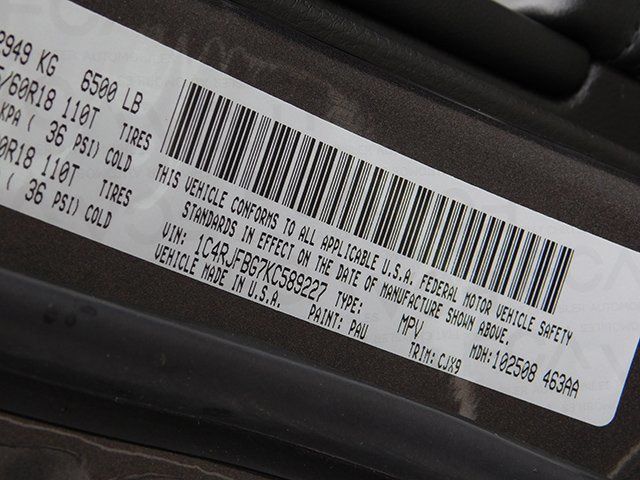 2949 KG 6500 LB
/60R18 110T TIRES
KPA ( 36 PSI) COLD
0R18 110T TIRES
( 36 PSI) COLD
THIS VEHICLE CONFORMS TO ALL APPLICABLE U.S.A. FEDERAL MOTOR VEHICLE SAFETY
STANDARDS IN EFFECT ON THE DATE OF MANUFACTURE SHOWN ABOVE.
VIN: 1C4RJFBG7KC589227 TYPE: MPV MDH:102508 463AA
VEHICLE MADE IN U.S.A. PAINT: PAU TRIM: CJX9